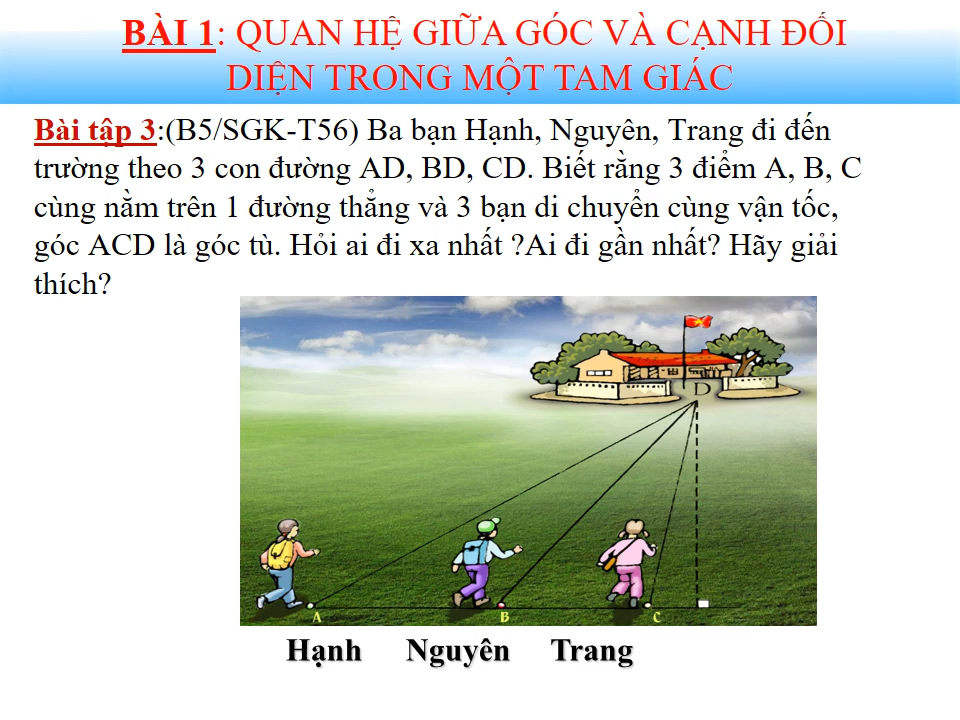 BÀI 1: QUAN HỆ GIỮA GÓC VÀ CẠNH ĐỐI
DIỆN TRONG MỘT TAM GIÁC
Bài tập 3:(B5/SGK-T56) Ba bạn Hạnh, Nguyên, Trang đi đến
trường theo 3 con đường AD, BD, CD. Biết rằng 3 điểm A, B, C
cùng nằm trên 1 đường thẳng và 3 bạn di chuyển cùng vận tốc,
góc ACD là góc tù. Hỏi ai đi xa nhất ?Ai đi gần nhất? Hãy giải
thích?
D
A B C
Hạnh Nguyên Trang